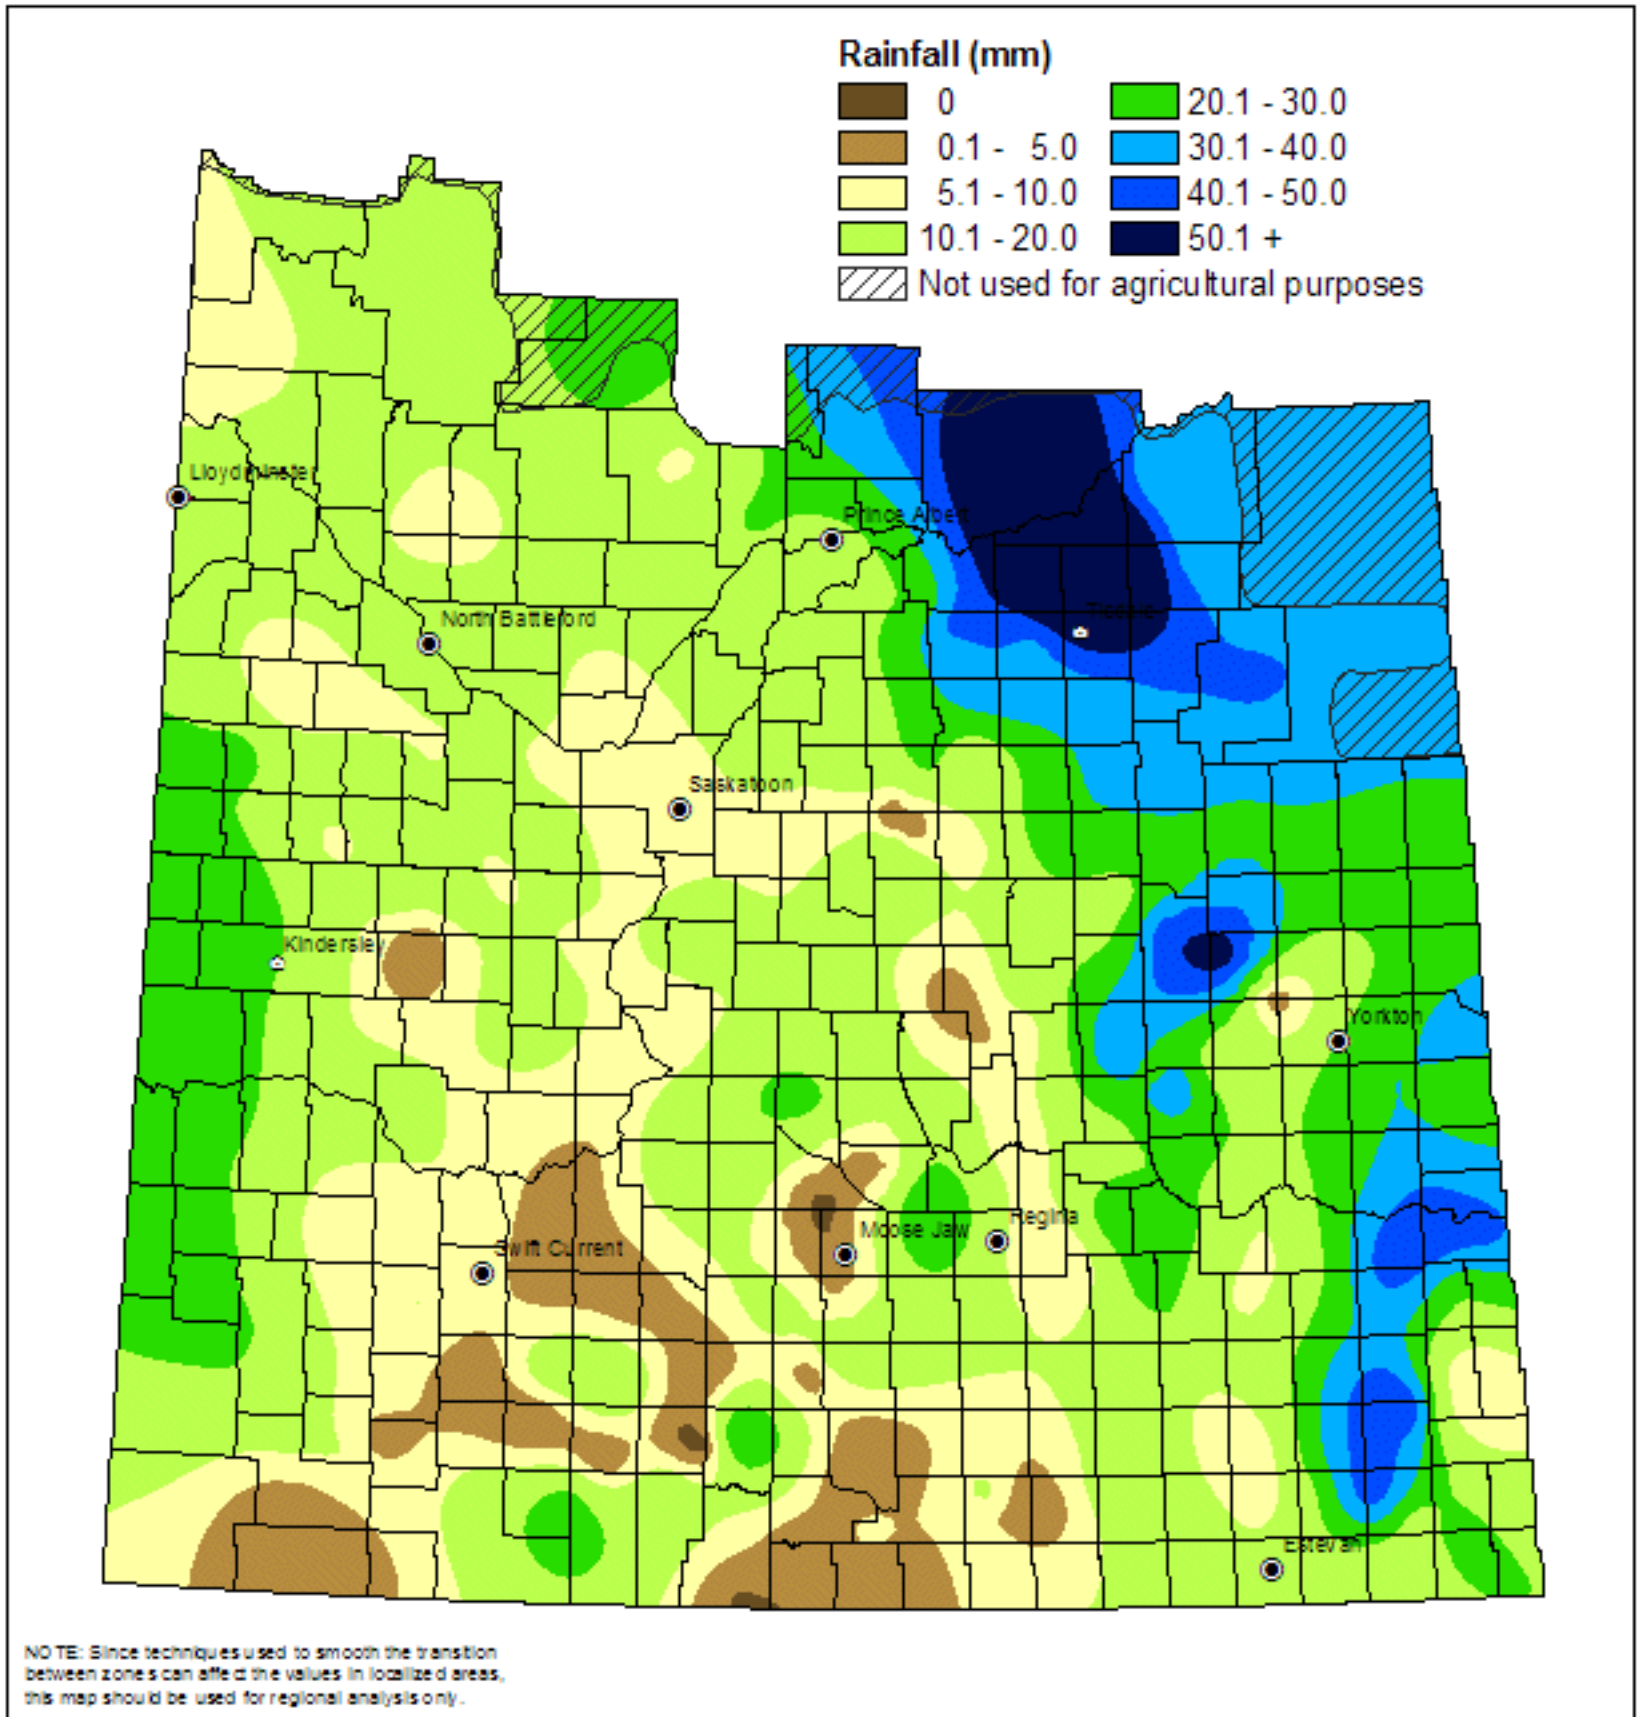 Rainfall (mm)
0
20.1 - 30.0
0.1 - 5.0
30.1 - 40.0
5.1 - 10.0
40.1 - 50.0
10.1 - 20.0
50.1 +
Not used for agricultural purposes
Lloydminster
Prince Albert
Tisdale
North Battleford
Saskatoon
Kindersley
Yorkton
Regina
Moose Jaw
Swift Current
Estevan
NOTE: Since techniques used to smooth the transition
between zones can affect the values in localized areas,
this map should be used for regional analysis only.